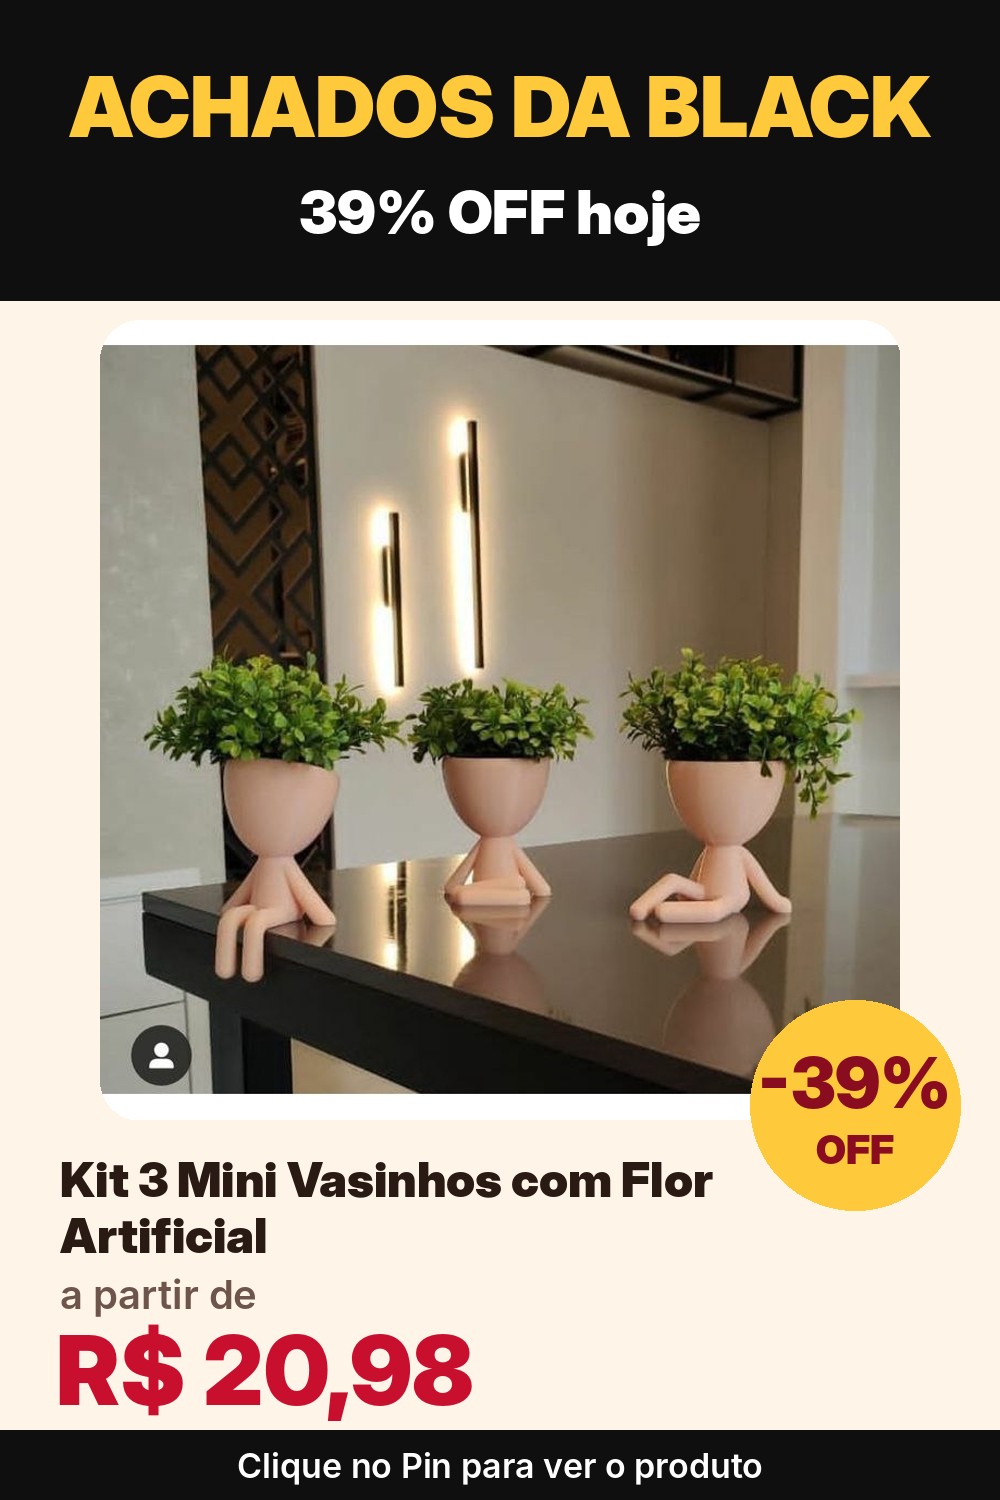 ACHADOS DA BLACK
39% OFF hoje
-39%
OFF
Kit 3 Mini Vasinhos com Flor
Artificial
a partir de
R$ 20,98
Clique no Pin para ver o produto